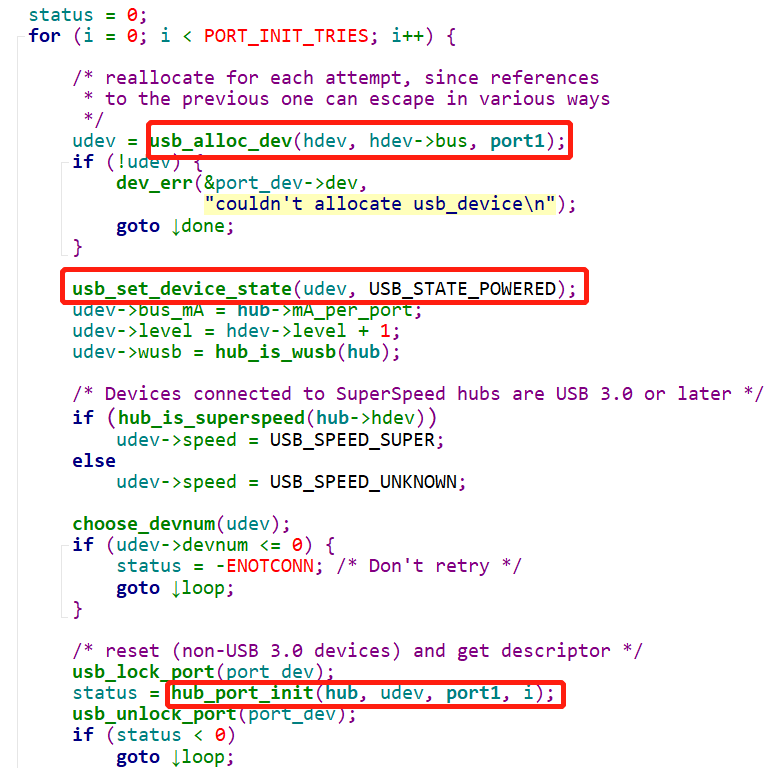 status = 0;
for (i = 0; i < PORT_INIT_TRIES; i++) {
/* reallocate for each attempt, since references
* to the previous one can escape in various ways
*/
udev = usb_alloc_dev(hdev, hdev->bus, port1);
if (!udev) {
dev_err(&port_dev->dev,
"couldn't allocate usb_device\n");
goto ↓done;
}
usb_set_device_state(udev, USB_STATE_POWERED);
udev->bus_mA = hub->mA_per_port;
udev->level = hdev->level + 1;
udev->wusb = hub_is_wusb(hub);
/* Devices connected to SuperSpeed hubs are USB 3.0 or later */
if (hub_is_superspeed(hub->hdev))
udev->speed = USB_SPEED_SUPER;
else
udev->speed = USB_SPEED_UNKNOWN;
choose_devnum(udev);
if (udev->devnum <= 0) {
status = -ENOTCONN; /* Don't retry */
goto ↓loop;
}
/* reset (non-USB 3.0 devices) and get descriptor */
usb_lock_port(port_dev);
status = hub_port_init(hub, udev, port1, i);
usb_unlock_port(port_dev);
if (status < 0)
goto ↓loop;